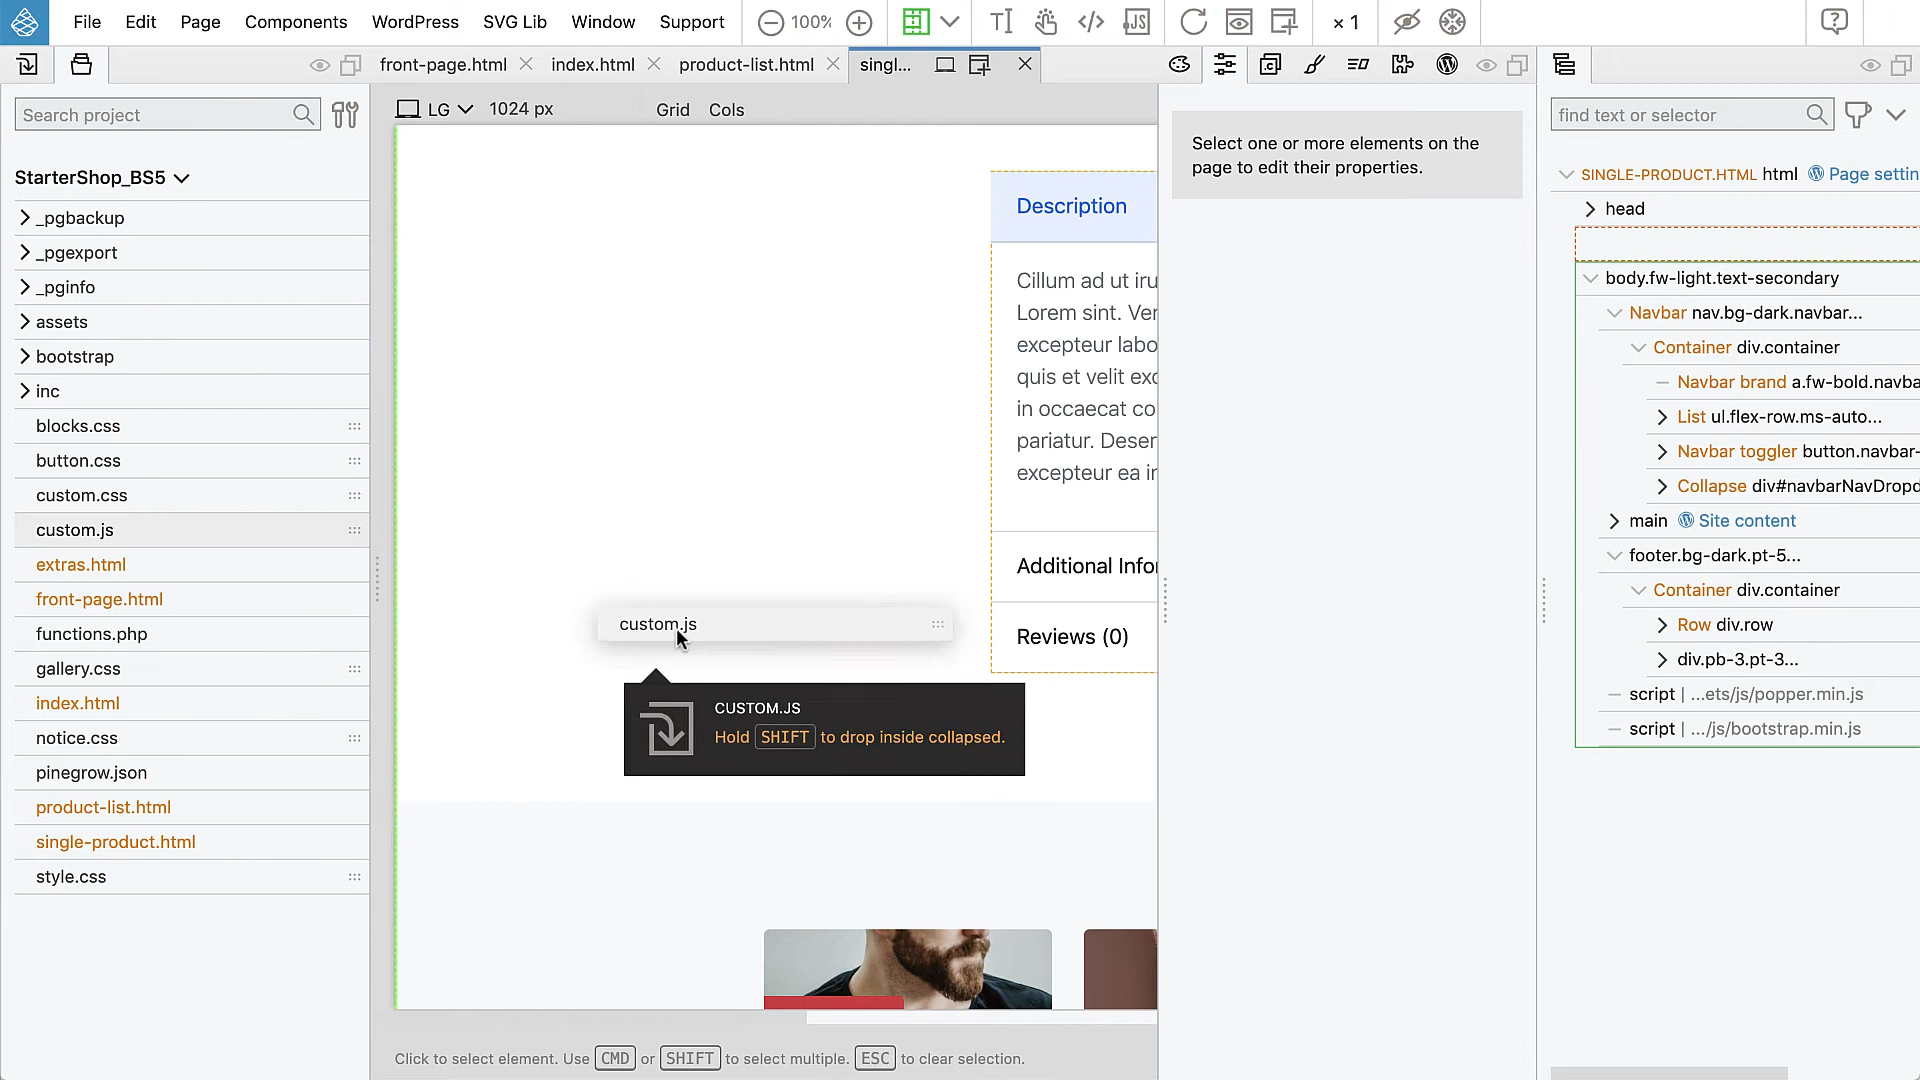 File Edit Page Components WordPress SVG Lib Window Support 100% JS × 1
front-page.html index.html product-list.html singl...
Search project
LG 1024 px Grid Cols
StarterShop_BS5
_pgbackup
_pgexport
_pginfo
assets
bootstrap
inc
blocks.css
button.css
custom.css
custom.js
extras.html
front-page.html
functions.php
gallery.css
index.html
notice.css
pinegrow.json
product-list.html
single-product.html
style.css
Description
Cillum ad ut iru
Lorem sint. Ver
excepteur labo
quis et velit exc
in occaecat co
pariatur. Deser
excepteur ea ir
Additional Infor
Reviews (0)
custom.js
CUSTOM.JS
Hold SHIFT to drop inside collapsed.
Click to select element. Use CMD or SHIFT to select multiple. ESC to clear selection.
Select one or more elements on the
page to edit their properties.
find text or selector
SINGLE-PRODUCT.HTML html Page settin
head
body.fw-light.text-secondary
Navbar nav.bg-dark.navbar...
Container div.container
Navbar brand a.fw-bold.navba
List ul.flex-row.ms-auto...
Navbar toggler button.navbar-
Collapse div#navbarNavDropd
main Site content
footer.bg-dark.pt-5...
Container div.container
Row div.row
div.pb-3.pt-3...
script | ...ets/js/popper.min.js
script | .../js/bootstrap.min.js